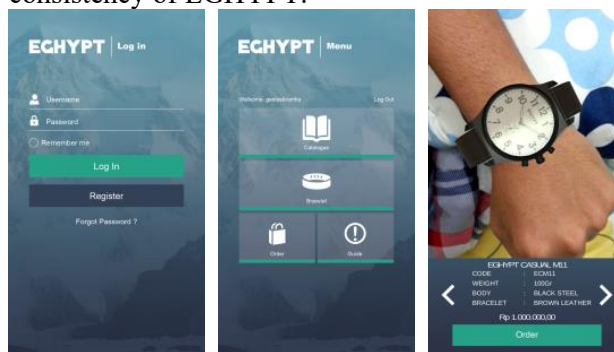 consistency of EGHYPT.
EGHYPT Log in
Username
Password
Remember me
Log In
Register
Forgot Password ?
EGHYPT Menu
Log Out
Catalogue
Bracelet
Order
Guide
EGHYPT CASUAL M11
CODE : ECM11
WEIGHT : 100Gr
BODY : BLACK STEEL
BRACELET : BROWN LEATHER
Rp 1.000.000,00
Order